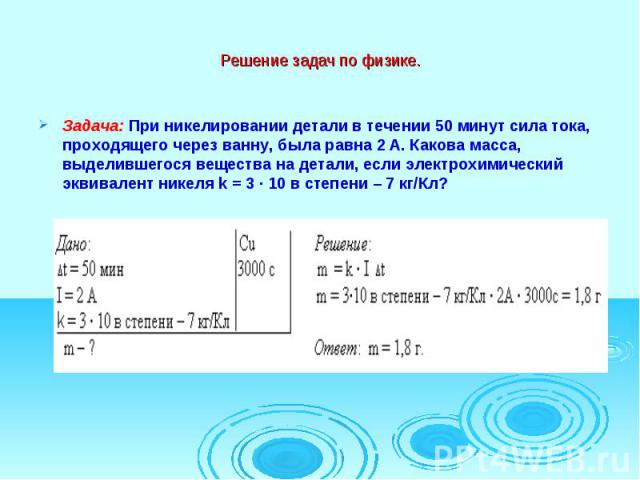 Решение задач по физике.
Задача: При никелировании детали в течении 50 минут сила тока,
проходящего через ванну, была равна 2 А. Какова масса,
выделившегося вещества на детали, если электрохимический
эквивалент никеля k = 3 · 10 в степени – 7 кг/Кл?
Дано:
Δt = 50 мин
I = 2 А
k = 3 · 10 в степени – 7 кг/Кл
m – ?
Cu
3000 с
Решение:
m = k · I Δt
m = 3·10 в степени – 7 кг/Кл · 2А · 3000с = 1,8 г
Ответ: m = 1,8 г.
PPt4WEB.ru